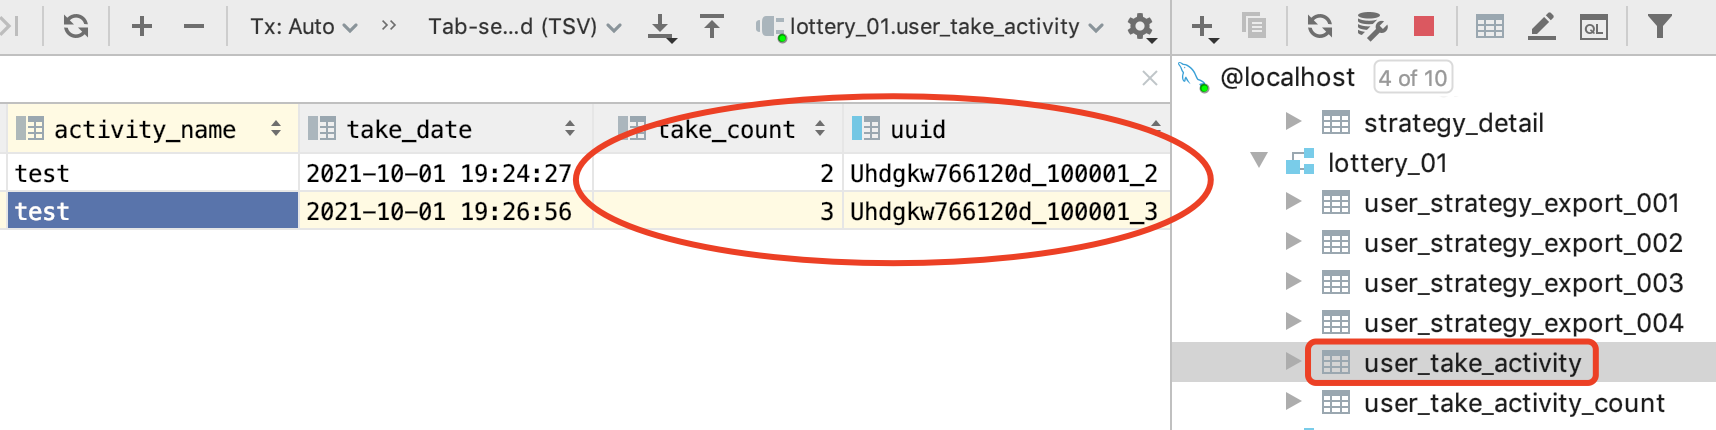 Tx: Auto
Tab-se...d (TSV)
lottery_01.user_take_activity
activity_name take_date take_count uuid
test 2021-10-01 19:24:27 2 Uhdgkw766120d_100001_2
test 2021-10-01 19:26:56 3 Uhdgkw766120d_100001_3
QL
@localhost 4 of 10
strategy_detail
lottery_01
user_strategy_export_001
user_strategy_export_002
user_strategy_export_003
user_strategy_export_004
user_take_activity
user_take_activity_count